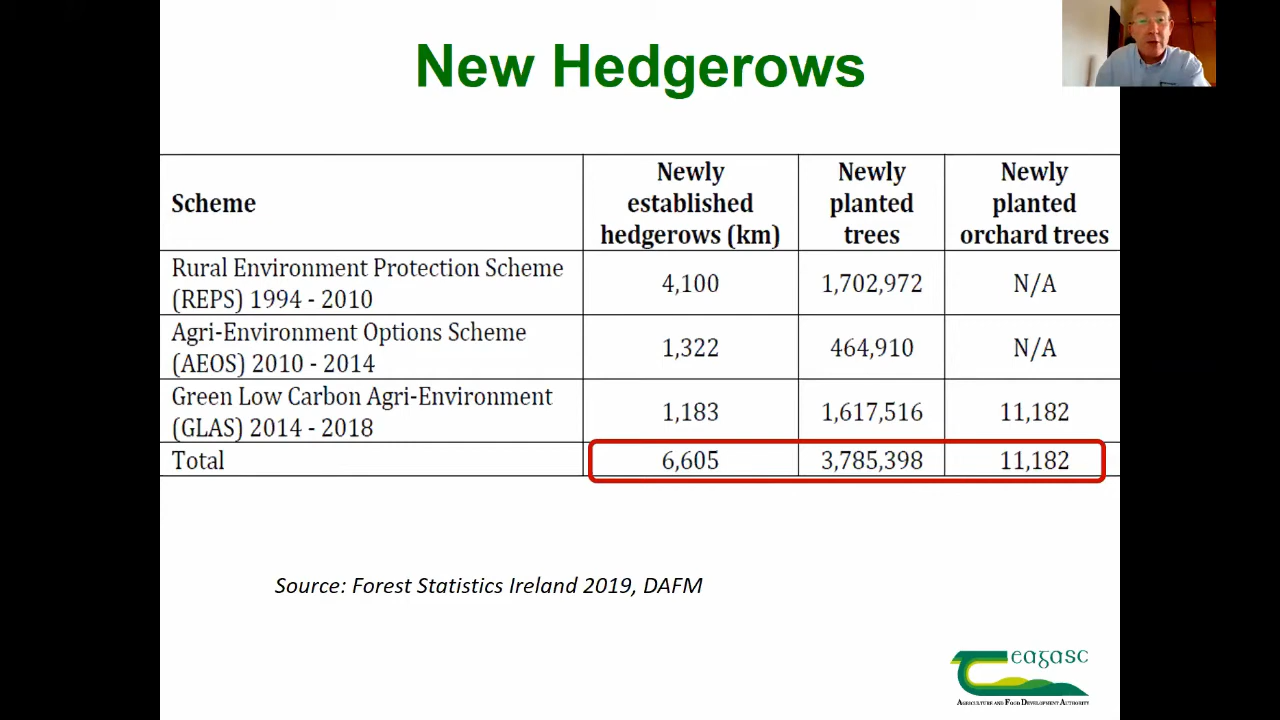 New Hedgerows
Scheme
Newly
established
hedgerows (km)
Newly
planted
trees
Newly
planted
orchard trees
Rural Environment Protection Scheme
(REPS) 1994 - 2010
4,100
1,702,972
N/A
Agri-Environment Options Scheme
(AEOS) 2010 - 2014
1,322
464,910
N/A
Green Low Carbon Agri-Environment
(GLAS) 2014 - 2018
1,183
1,617,516
11,182
Total
6,605
3,785,398
11,182
Source: Forest Statistics Ireland 2019, DAFM
Teagasc
Agriculture and Food Development Authority